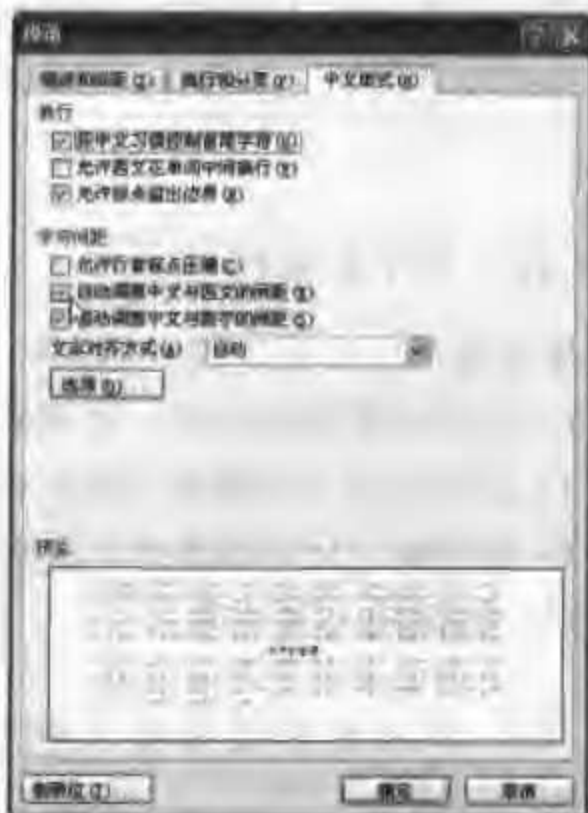 段落
缩进和间距(I) 换行和分页(P) 中文版式(H)
换行
按中文习惯控制首尾字符(U)
允许西文在单词中间换行(W)
允许标点溢出边界(N)
字符间距
允许行首标点压缩(L)
自动调整中文与西文的间距(E)
自动调整中文与数字的间距(S)
文本对齐方式(A) 自动
选项(O)...
预览
制表位(T)... 确定 取消